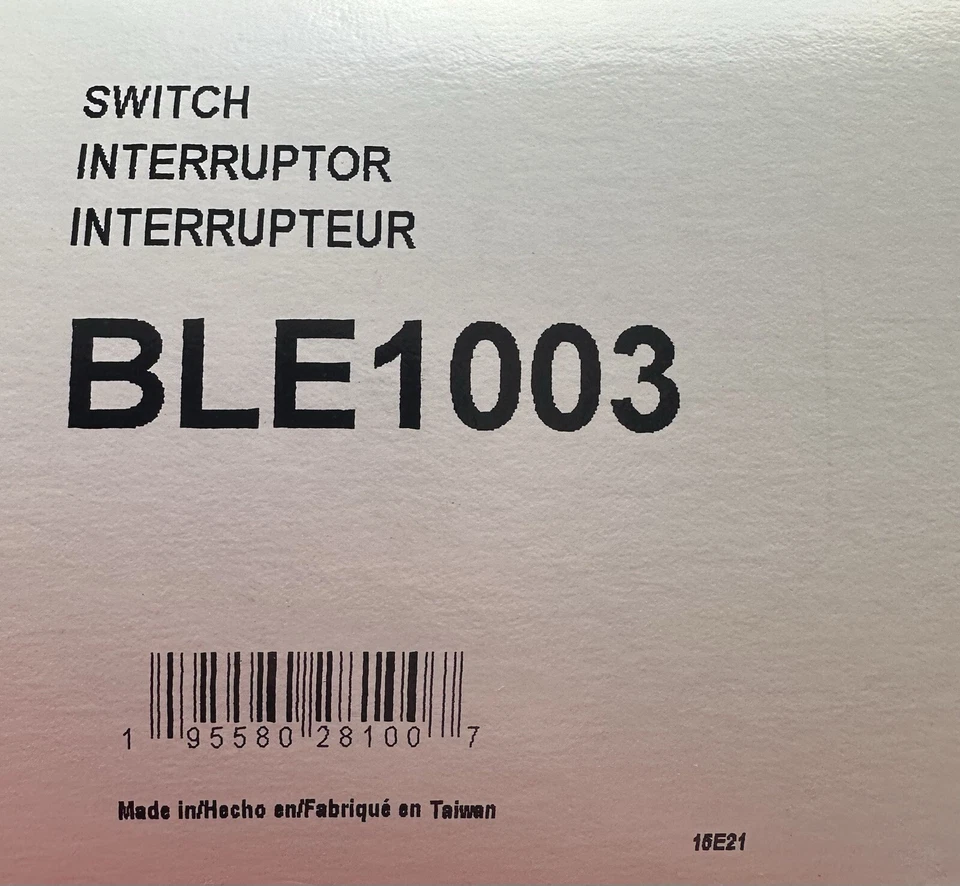 SWITCH
INTERRUPTOR
INTERRUPTEUR
BLE1003
1 95580 28100 7
Made in/Hecho en/Fabriqué en Taiwan
15E21